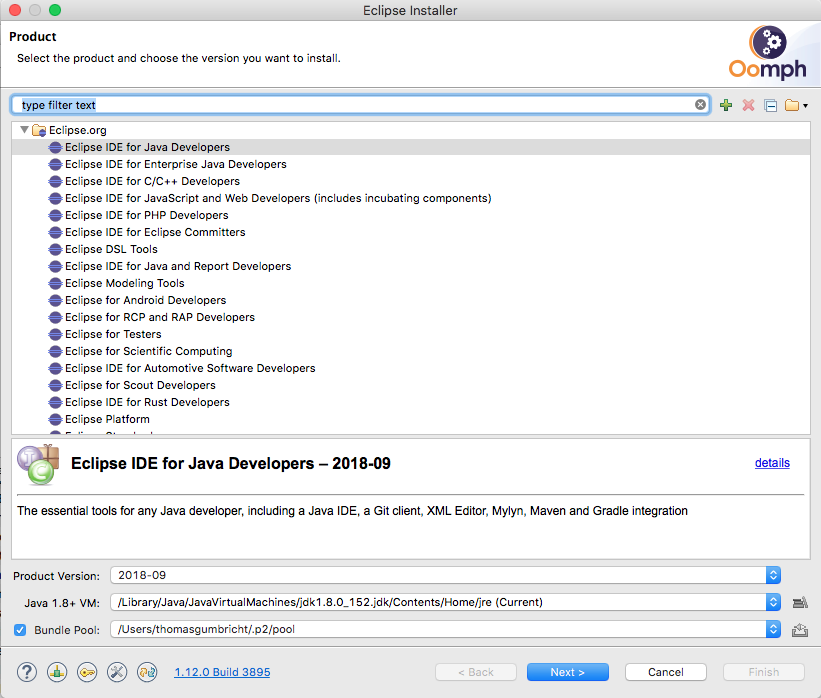 Eclipse Installer
Product
Select the product and choose the version you want to install.
Oomph
type filter text
Eclipse.org
Eclipse IDE for Java Developers
Eclipse IDE for Enterprise Java Developers
Eclipse IDE for C/C++ Developers
Eclipse IDE for JavaScript and Web Developers (includes incubating components)
Eclipse IDE for PHP Developers
Eclipse IDE for Eclipse Committers
Eclipse DSL Tools
Eclipse IDE for Java and Report Developers
Eclipse Modeling Tools
Eclipse for Android Developers
Eclipse for RCP and RAP Developers
Eclipse for Testers
Eclipse for Scientific Computing
Eclipse IDE for Automotive Software Developers
Eclipse for Scout Developers
Eclipse IDE for Rust Developers
Eclipse Platform
Eclipse IDE for Java Developers – 2018-09
details
The essential tools for any Java developer, including a Java IDE, a Git client, XML Editor, Mylyn, Maven and Gradle integration
Product Version: 2018-09
Java 1.8+ VM: /Library/Java/JavaVirtualMachines/jdk1.8.0_152.jdk/Contents/Home/jre (Current)
Bundle Pool: /Users/thomasgumbricht/.p2/pool
1.12.0 Build 3895
< Back
Next >
Cancel
Finish